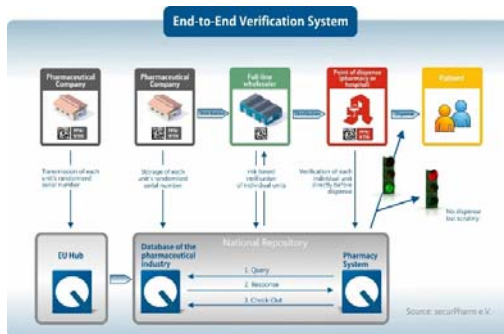 End-to-End Verification System
Pharmaceutical
Company
Pharmaceutical
Company
Full-line
wholesaler
Point of dispense
(pharmacy or
hospital)
Patient
Distribution
Distribution
Dispense
Transmission of each
unit's randomised
serial number
Storage of each
unit's randomised
serial number
risk based
verification
of individual units
Verification of each
individual unit
directly before
dispense
No dispense
but scrutiny
National Repository
EU Hub
Database of the
pharmaceutical
industry
Pharmacy
System
1. Query
2. Response
3. Check-Out
Source: securPharm e.V.